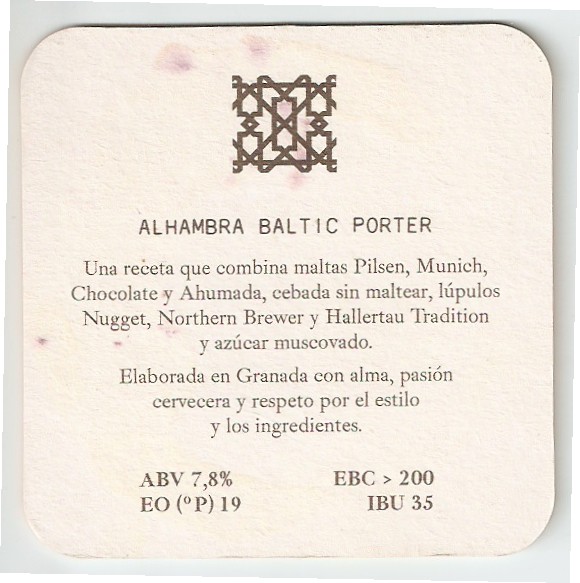 ALHAMBRA BALTIC PORTER
Una receta que combina maltas Pilsen, Munich,
Chocolate y Ahumada, cebada sin maltear, lúpulos
Nugget, Northern Brewer y Hallertau Tradition
y azúcar muscovado.
Elaborada en Granada con alma, pasión
cervecera y respeto por el estilo
y los ingredientes.
ABV 7,8% EBC > 200
EO (ºP) 19 IBU 35